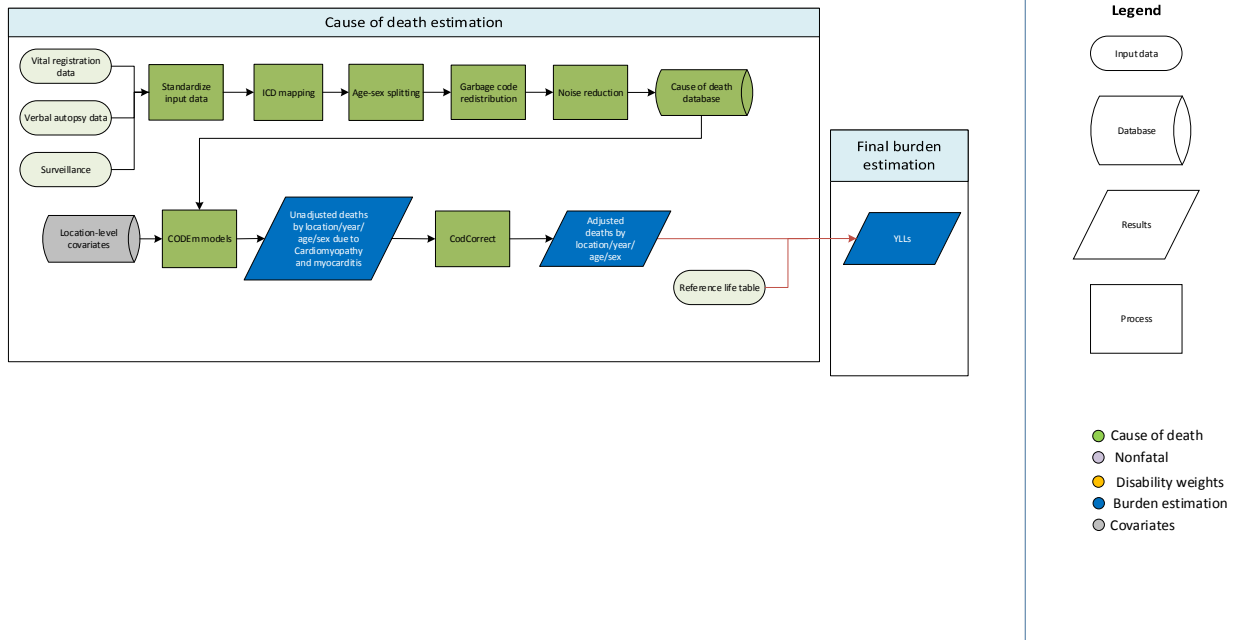 Cause of death estimation
Vital registration
data
Verbal autopsy data
Surveillance
Standardize
input data
ICD mapping
Age-sex splitting
Garbage code
redistribution
Noise reduction
Cause of death
database
Location-level
covariates
CODEm models
Unadjusted deaths
by location/year/
age/sex due to
Cardiomyopathy
and myocarditis
CodCorrect
Adjusted
deaths by
location/year/
age/sex
Reference life table
Final burden
estimation
YLLs
Legend
Input data
Database
Results
Process
Cause of death
Nonfatal
Disability weights
Burden estimation
Covariates